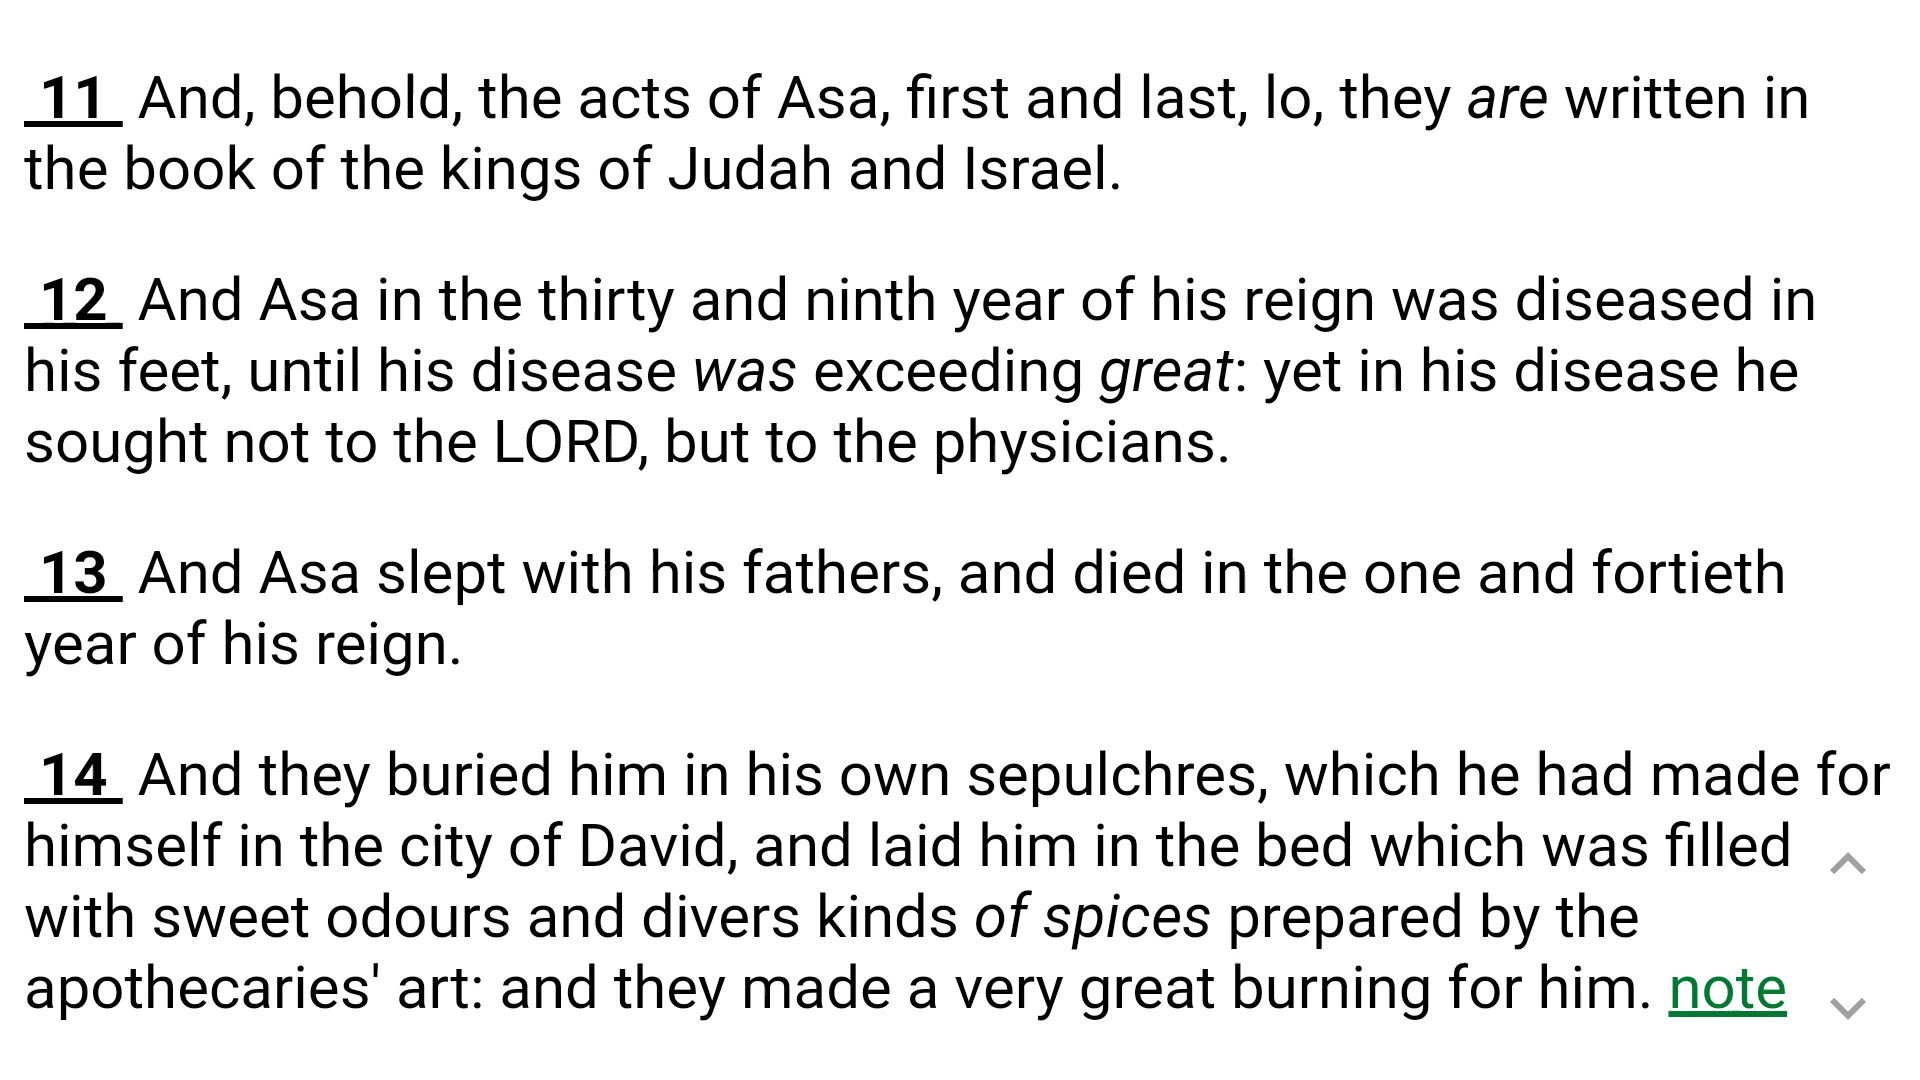 11 And, behold, the acts of Asa, first and last, lo, they are written in
the book of the kings of Judah and Israel.
12 And Asa in the thirty and ninth year of his reign was diseased in
his feet, until his disease was exceeding great: yet in his disease he
sought not to the LORD, but to the physicians.
13 And Asa slept with his fathers, and died in the one and fortieth
year of his reign.
14 And they buried him in his own sepulchres, which he had made for
himself in the city of David, and laid him in the bed which was filled
with sweet odours and divers kinds of spices prepared by the
apothecaries' art: and they made a very great burning for him. note